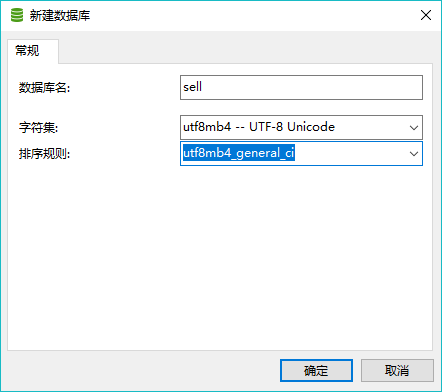 新建数据库
常规
数据库名: sell
字符集: utf8mb4 -- UTF-8 Unicode
排序规则: utf8mb4_general_ci
确定 取消